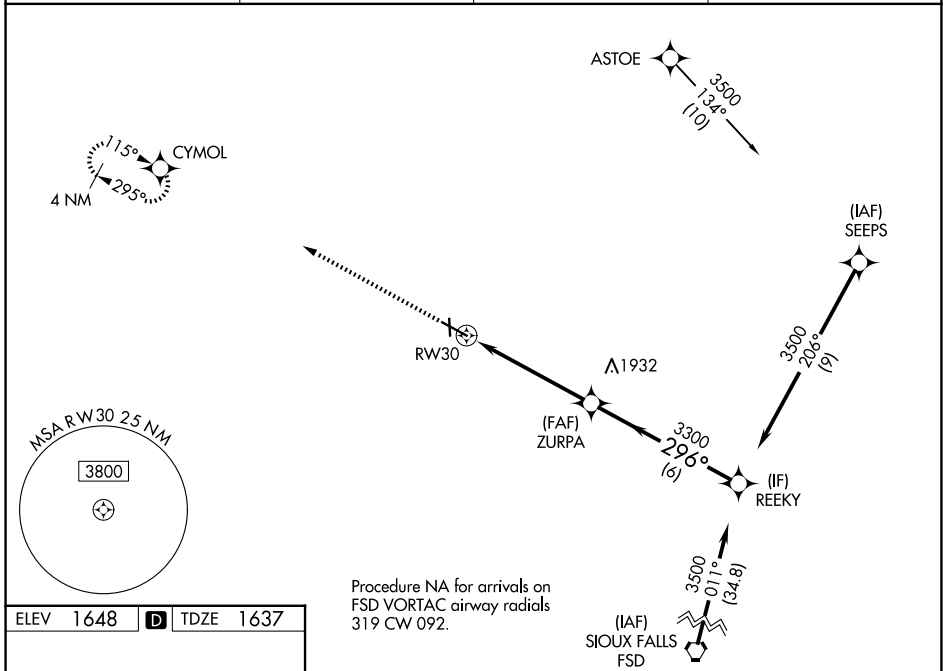 ASTOE
3500
134°
(10)
115°
CYMOL
295°
4 NM
(IAF)
SEEPS
3500
206°
(9)
RW30
1932
(FAF)
ZURPA
3300
296°
(6)
(IF)
REEKY
MSA RW30 25 NM
3800
3500
011°
(34.8)
Procedure NA for arrivals on
FSD VORTAC airway radials
319 CW 092.
(IAF)
SIOUX FALLS
FSD
ELEV 1648 D TDZE 1637